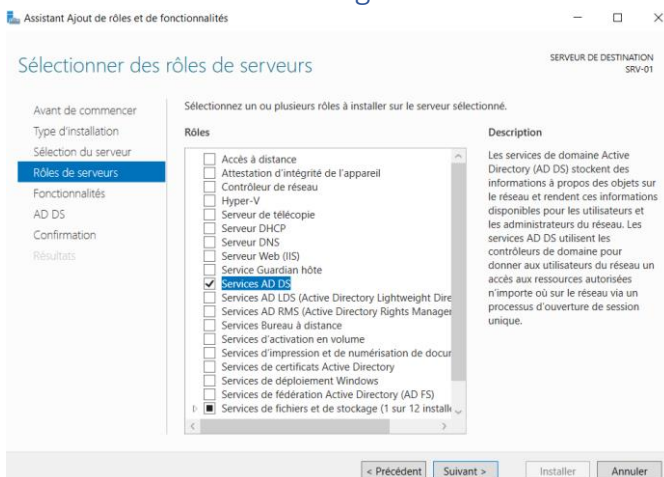 Assistant Ajout de rôles et de fonctionnalités
Sélectionner des rôles de serveurs
SERVEUR DE DESTINATION
SRV-01
Avant de commencer
Type d'installation
Sélection du serveur
Rôles de serveurs
Fonctionnalités
AD DS
Confirmation
Résultats
Sélectionnez un ou plusieurs rôles à installer sur le serveur sélectionné.
Rôles
Accès à distance
Attestation d'intégrité de l'appareil
Contrôleur de réseau
Hyper-V
Serveur de télécopie
Serveur DHCP
Serveur DNS
Serveur Web (IIS)
Service Guardian hôte
Services AD DS
Services AD LDS (Active Directory Lightweight Dire
Services AD RMS (Active Directory Rights Manager
Services Bureau à distance
Services d'activation en volume
Services d'impression et de numérisation de docur
Services de certificats Active Directory
Services de déploiement Windows
Services de fédération Active Directory (AD FS)
Services de fichiers et de stockage (1 sur 12 installé
Description
Les services de domaine Active
Directory (AD DS) stockent des
informations à propos des objets sur
le réseau et rendent ces informations
disponibles pour les utilisateurs et
les administrateurs du réseau. Les
services AD DS utilisent les
contrôleurs de domaine pour
donner aux utilisateurs du réseau un
accès aux ressources autorisées
n'importe où sur le réseau via un
processus d'ouverture de session
unique.
< Précédent
Suivant >
Installer
Annuler